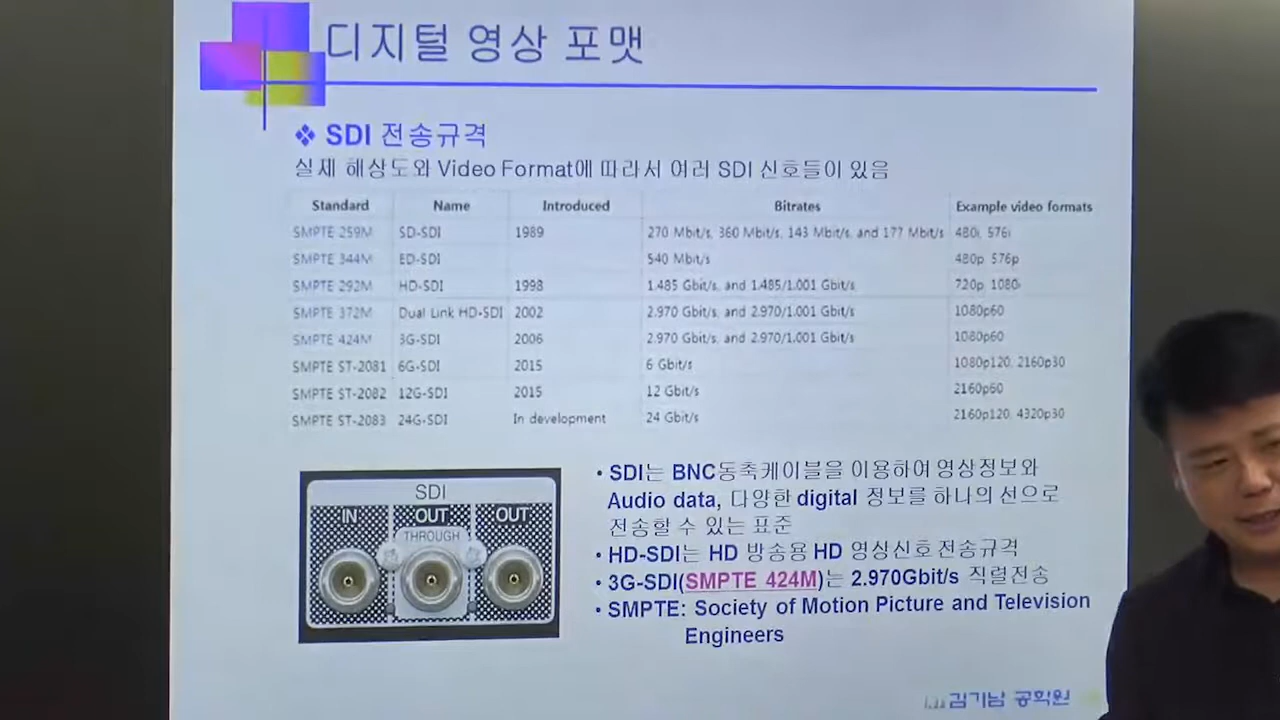 디지털 영상 포맷
❖ SDI 전송규격
실제 해상도와 Video Format에 따라서 여러 SDI 신호들이 있음
Standard Name Introduced Bitrates Example video formats
SMPTE 259M SD-SDI 1989 270 Mbit/s, 360 Mbit/s, 143 Mbit/s, and 177 Mbit/s 480i, 576i
SMPTE 344M ED-SDI 540 Mbit/s 480p, 576p
SMPTE 292M HD-SDI 1998 1.485 Gbit/s, and 1.485/1.001 Gbit/s 720p, 1080i
SMPTE 372M Dual Link HD-SDI 2002 2.970 Gbit/s, and 2.970/1.001 Gbit/s 1080p60
SMPTE 424M 3G-SDI 2006 2.970 Gbit/s, and 2.970/1.001 Gbit/s 1080p60
SMPTE ST-2081 6G-SDI 2015 6 Gbit/s 1080p120, 2160p30
SMPTE ST-2082 12G-SDI 2015 12 Gbit/s 2160p60
SMPTE ST-2083 24G-SDI In development 24 Gbit/s 2160p120, 4320p30
SDI
IN OUT OUT
THROUGH
• SDI는 BNC동축케이블을 이용하여 영상정보와
Audio data, 다양한 digital 정보를 하나의 선으로
전송할 수 있는 표준
• HD-SDI는 HD 방송용 HD 영상신호 전송규격
• 3G-SDI(SMPTE 424M)는 2.970Gbit/s 직렬전송
• SMPTE: Society of Motion Picture and Television
Engineers
김기남 공학원